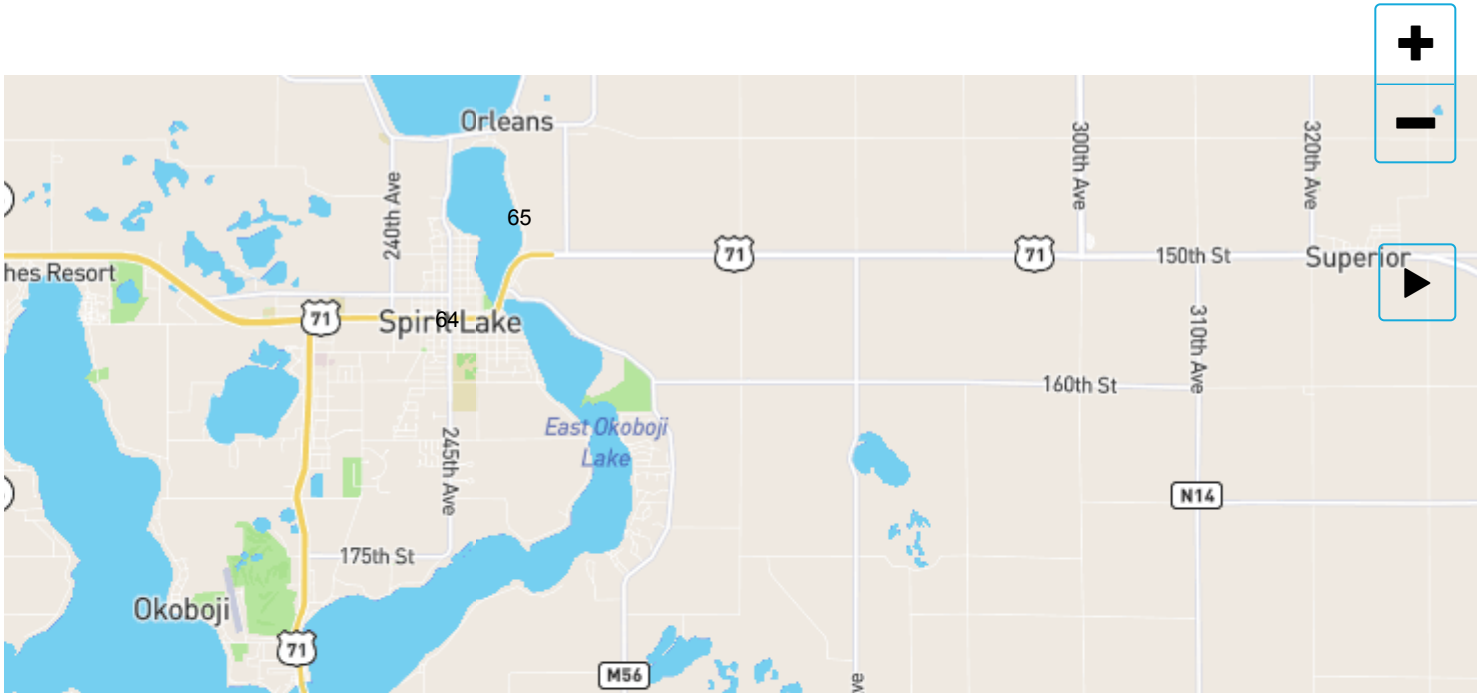 Orleans
300th Ave
320th Ave
240th Ave
65
71
71
150th St
Superior
hes Resort
71
Spirit Lake
64
310th Ave
160th St
East Okoboji
Lake
245th Ave
N14
175th St
Okoboji
71
M56